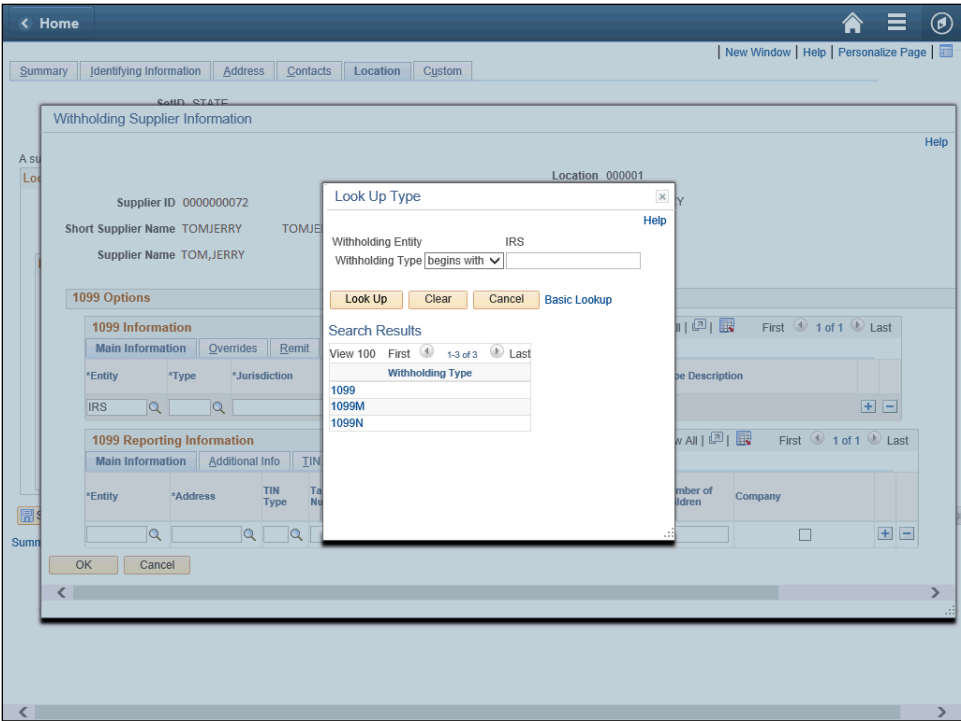 Home
New Window | Help | Personalize Page |
Summary Identifying Information Address Contacts Location Custom
SetID STATE
Withholding Supplier Information
Help
A su
Loc
Location 000001
Supplier ID 0000000072
Short Supplier Name TOMJERRY TOMJE
Supplier Name TOM,JERRY
Look Up Type
Help
Withholding Entity IRS
Withholding Type begins with
Look Up Clear Cancel Basic Lookup
Search Results
View 100 First 1-3 of 3 Last
Withholding Type
1099
1099M
1099N
1099 Options
1099 Information First 1 of 1 Last
Main Information Overrides Remit
*Entity *Type *Jurisdiction pe Description
IRS
1099 Reporting Information w All | First 1 of 1 Last
Main Information Additional Info TIN
*Entity *Address TIN Type Ta Nu mber of ildren Company
Summ
OK Cancel